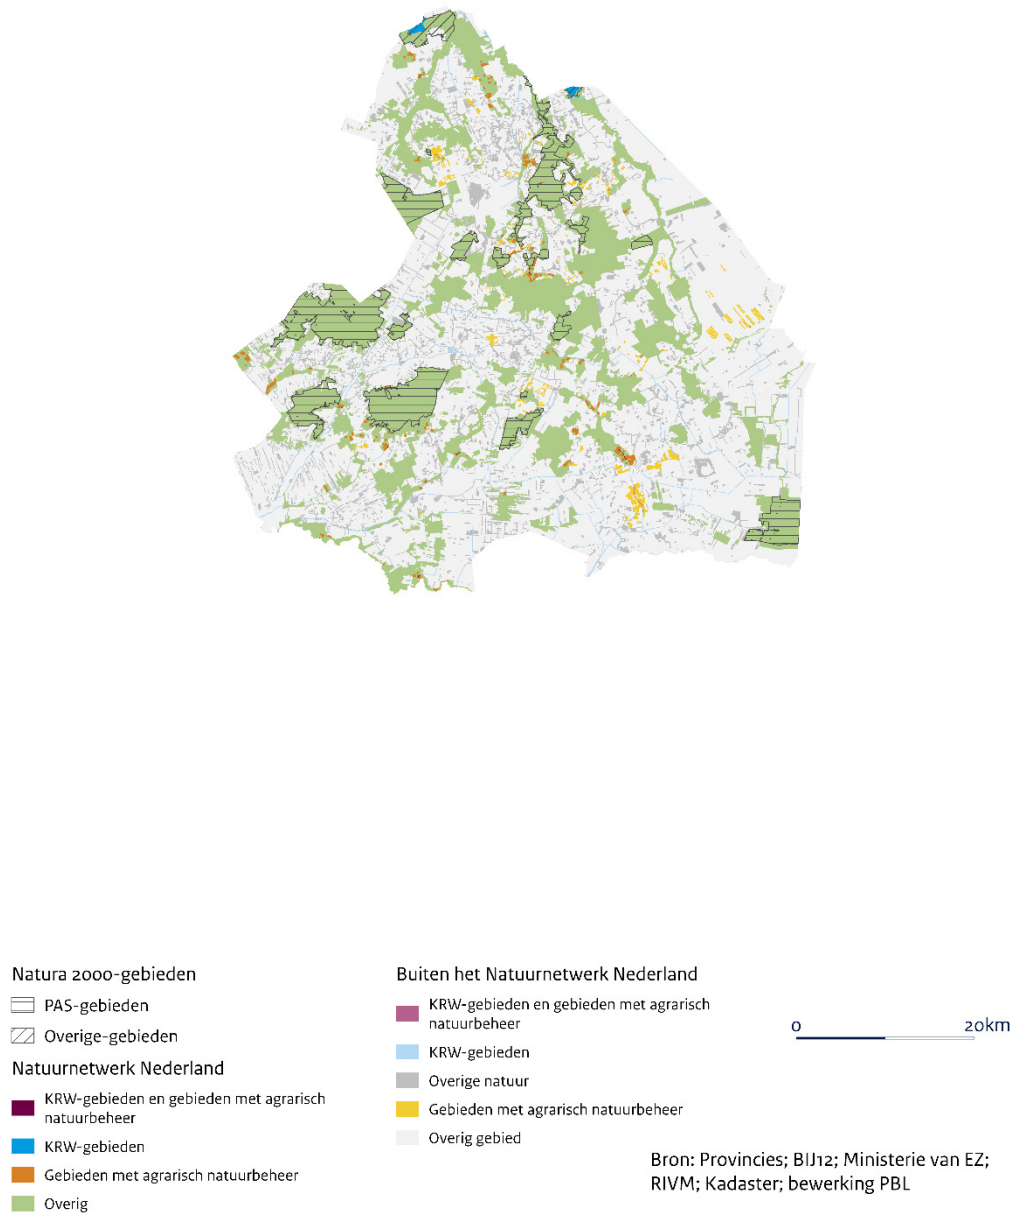 Natura 2000-gebieden
PAS-gebieden
Overige-gebieden
Natuurnetwerk Nederland
KRW-gebieden en gebieden met agrarisch
natuurbeheer
KRW-gebieden
Gebieden met agrarisch natuurbeheer
Overig
Buiten het Natuurnetwerk Nederland
KRW-gebieden en gebieden met agrarisch
natuurbeheer
KRW-gebieden
Overige natuur
Gebieden met agrarisch natuurbeheer
Overig gebied
0 20km
Bron: Provincies; BIJ12; Ministerie van EZ;
RIVM; Kadaster; bewerking PBL